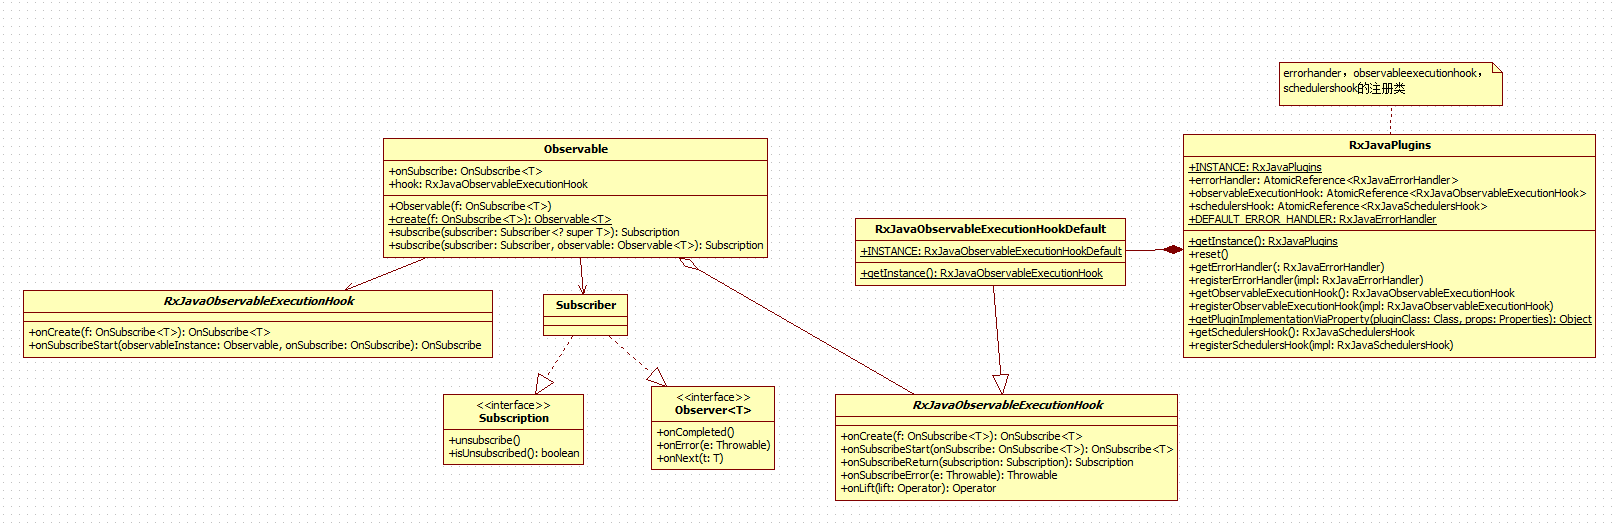 errorhander，observableexecutionhook，
schedulershook的注册类
Observable
+onSubscribe: OnSubscribe<T>
+hook: RxJavaObservableExecutionHook
+Observable(f: OnSubscribe<T>)
+create(f: OnSubscribe<T>): Observable<T>
+subscribe(subscriber: Subscriber<? super T>): Subscription
+subscribe(subscriber: Subscriber, observable: Observable<T>): Subscription
RxJavaPlugins
+INSTANCE: RxJavaPlugins
+errorHandler: AtomicReference<RxJavaErrorHandler>
+observableExecutionHook: AtomicReference<RxJavaObservableExecutionHook>
+schedulersHook: AtomicReference<RxJavaSchedulersHook>
+DEFAULT_ERROR_HANDLER: RxJavaErrorHandler
+getInstance(): RxJavaPlugins
+reset()
+getErrorHandler(: RxJavaErrorHandler)
+registerErrorHandler(impl: RxJavaErrorHandler)
+getObservableExecutionHook(): RxJavaObservableExecutionHook
+registerObservableExecutionHook(impl: RxJavaObservableExecutionHook)
+getPluginImplementationViaProperty(pluginClass: Class, props: Properties): Object
+getSchedulersHook(): RxJavaSchedulersHook
+registerSchedulersHook(impl: RxJavaSchedulersHook)
RxJavaObservableExecutionHookDefault
+INSTANCE: RxJavaObservableExecutionHookDefault
+getInstance(): RxJavaObservableExecutionHook
RxJavaObservableExecutionHook
+onCreate(f: OnSubscribe<T>): OnSubscribe<T>
+onSubscribeStart(observableInstance: Observable, onSubscribe: OnSubscribe): OnSubscribe
Subscriber
<<interface>>
Subscription
+unsubscribe()
+isUnsubscribed(): boolean
<<interface>>
Observer<T>
+onCompleted()
+onError(e: Throwable)
+onNext(t: T)
RxJavaObservableExecutionHook
+onCreate(f: OnSubscribe<T>): OnSubscribe<T>
+onSubscribeStart(onSubscribe: OnSubscribe<T>): OnSubscribe<T>
+onSubscribeReturn(subscription: Subscription): Subscription
+onSubscribeError(e: Throwable): Throwable
+onLift(lift: Operator): Operator